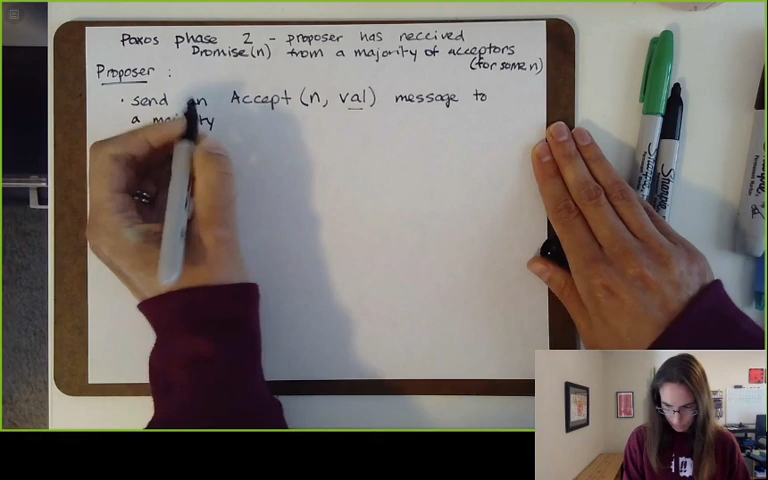 Paxos phase 2 - proposer has received
Promise(n) from a majority of acceptors
(for some n)
Proposer :
• send an Accept (n, val) message to
a majority